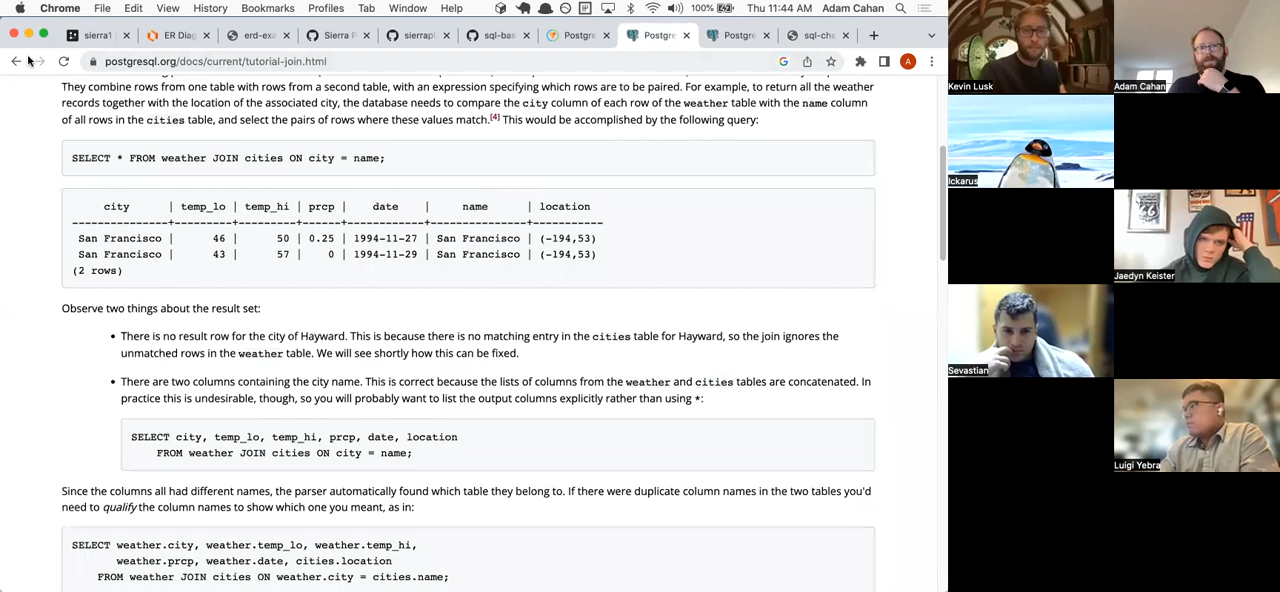 Chrome File Edit View History Bookmarks Profiles Tab Window Help 100% Thu 11:44 AM Adam Cahan
sierra1 ER Diag erd-exa Sierra P sierrapl sql-bas Postgre Postgre Postgre sql-che
postgresql.org/docs/current/tutorial-join.html
They combine rows from one table with rows from a second table, with an expression specifying which rows are to be paired. For example, to return all the weather
records together with the location of the associated city, the database needs to compare the city column of each row of the weather table with the name column
of all rows in the cities table, and select the pairs of rows where these values match.[4] This would be accomplished by the following query:
SELECT * FROM weather JOIN cities ON city = name;
city | temp_lo | temp_hi | prcp | date | name | location
---------------+---------+---------+------+------------+---------------+-----------
San Francisco | 46 | 50 | 0.25 | 1994-11-27 | San Francisco | (-194,53)
San Francisco | 43 | 57 | 0 | 1994-11-29 | San Francisco | (-194,53)
(2 rows)
Observe two things about the result set:
• There is no result row for the city of Hayward. This is because there is no matching entry in the cities table for Hayward, so the join ignores the
unmatched rows in the weather table. We will see shortly how this can be fixed.
• There are two columns containing the city name. This is correct because the lists of columns from the weather and cities tables are concatenated. In
practice this is undesirable, though, so you will probably want to list the output columns explicitly rather than using *:
SELECT city, temp_lo, temp_hi, prcp, date, location
FROM weather JOIN cities ON city = name;
Since the columns all had different names, the parser automatically found which table they belong to. If there were duplicate column names in the two tables you'd
need to qualify the column names to show which one you meant, as in:
SELECT weather.city, weather.temp_lo, weather.temp_hi,
weather.prcp, weather.date, cities.location
FROM weather JOIN cities ON weather.city = cities.name;
Kevin Lusk
Adam Cahan
Ickarus
Jaedyn Keister
Sevastian
Luigi Yebra
A
66